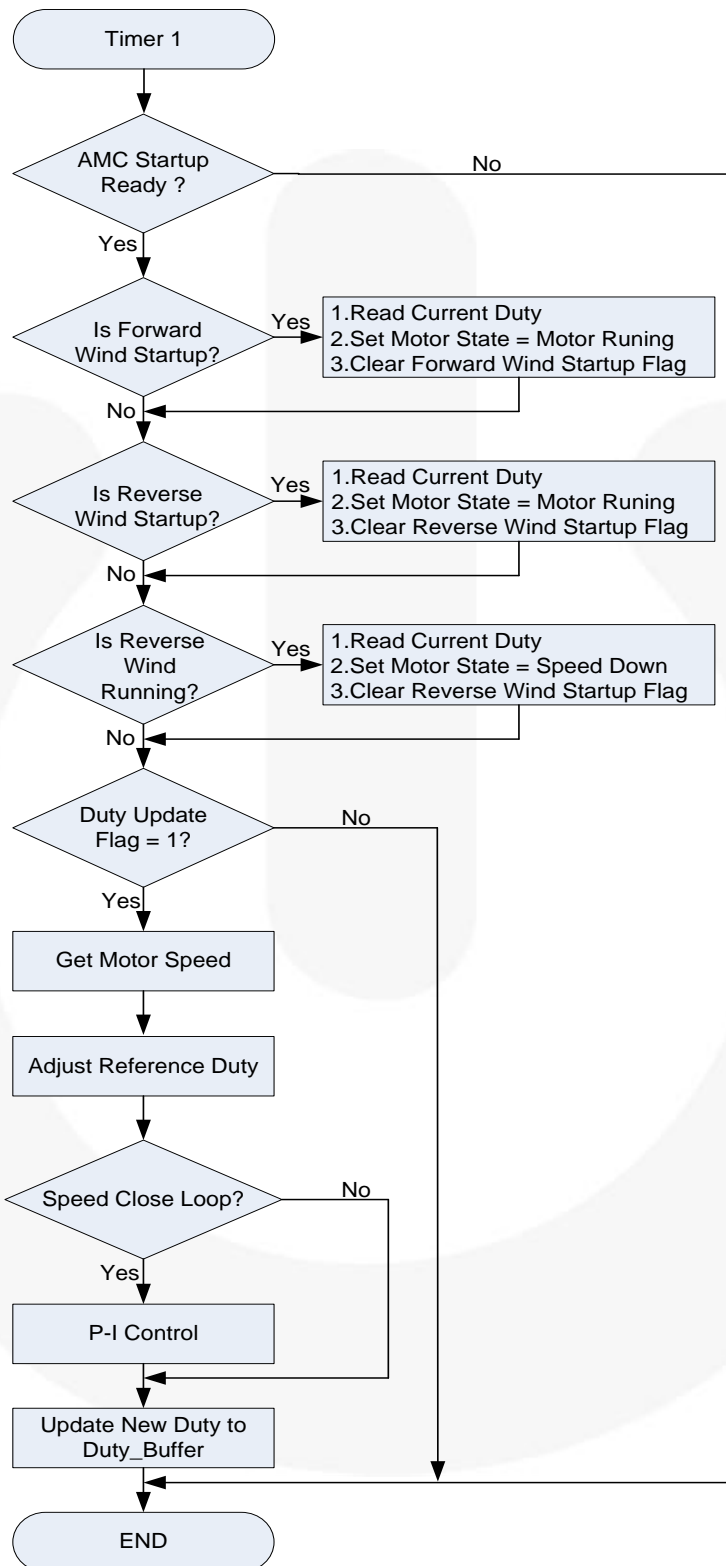 Timer 1
AMC Startup
Ready ?
No
Yes
Is Forward
Wind Startup?
Yes
1.Read Current Duty
2.Set Motor State = Motor Runing
3.Clear Forward Wind Startup Flag
No
Is Reverse
Wind Startup?
Yes
1.Read Current Duty
2.Set Motor State = Motor Runing
3.Clear Reverse Wind Startup Flag
No
Is Reverse
Wind
Running?
Yes
1.Read Current Duty
2.Set Motor State = Speed Down
3.Clear Reverse Wind Startup Flag
No
Duty Update
Flag = 1?
No
Yes
Get Motor Speed
Adjust Reference Duty
Speed Close Loop?
No
Yes
P-I Control
Update New Duty to
Duty_Buffer
END